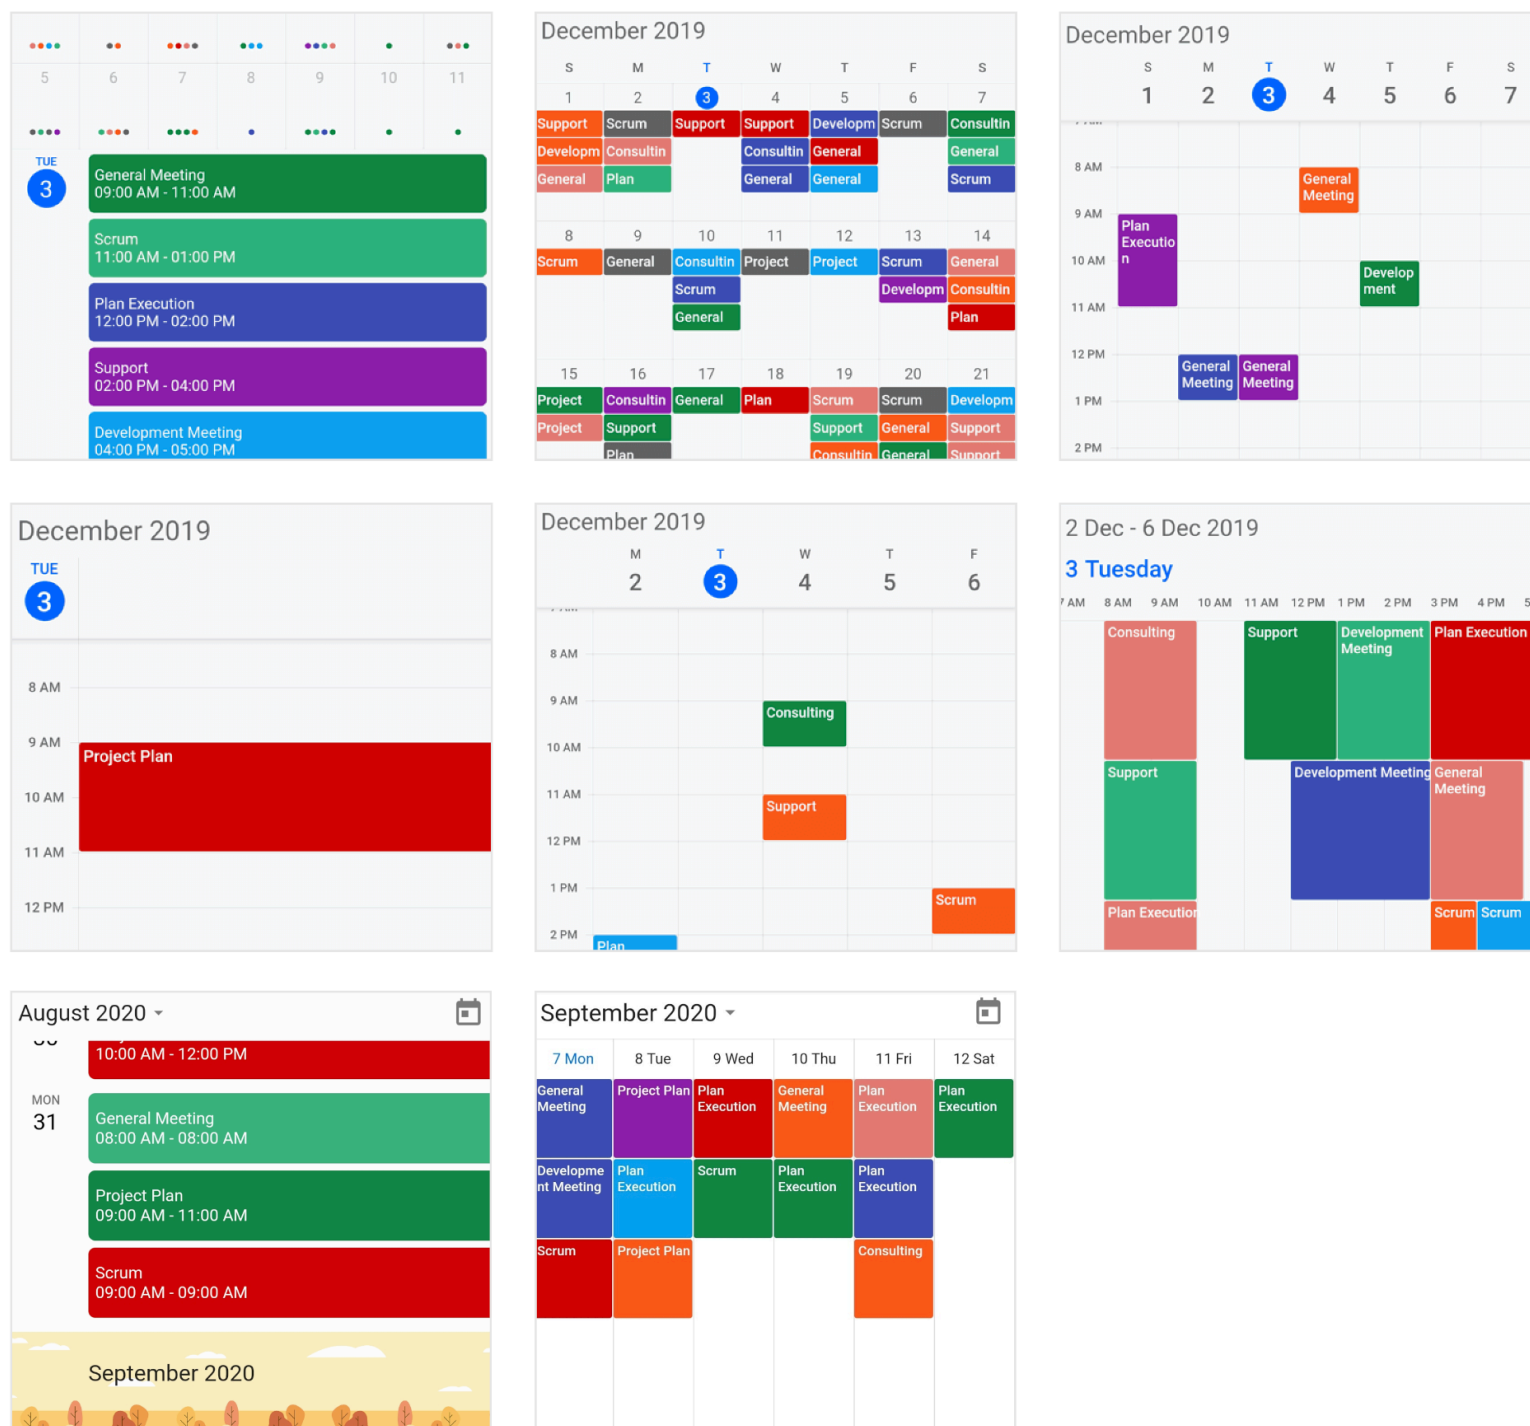 5 6 7 8 9 10 11
TUE
3
General Meeting
09:00 AM - 11:00 AM
Scrum
11:00 AM - 01:00 PM
Plan Execution
12:00 PM - 02:00 PM
Support
02:00 PM - 04:00 PM
Development Meeting
04:00 PM - 05:00 PM
December 2019
S M T W T F S
1 2 3 4 5 6 7
Support Scrum Support Support Developm Scrum Consultin
Developm Consultin Consultin General General
General Plan General General Scrum
8 9 10 11 12 13 14
Scrum General Consultin Project Project Scrum General
Scrum Developm Consultin
General Plan
15 16 17 18 19 20 21
Project Consultin General Plan Scrum Scrum Developm
Project Support Support General Support
Plan Consultin General Support
December 2019
S M T W T F S
1 2 3 4 5 6 7
8 AM
General
Meeting
9 AM
Plan
Executio
n
10 AM
Develop
ment
11 AM
12 PM
General General
Meeting Meeting
1 PM
2 PM
December 2019
TUE
3
8 AM
9 AM
Project Plan
10 AM
11 AM
12 PM
December 2019
M T W T F
2 3 4 5 6
8 AM
9 AM
Consulting
10 AM
11 AM
Support
12 PM
1 PM
Scrum
2 PM
Plan
2 Dec - 6 Dec 2019
3 Tuesday
7 AM 8 AM 9 AM 10 AM 11 AM 12 PM 1 PM 2 PM 3 PM 4 PM 5
Consulting Support Development Plan Execution
Meeting
Support Development Meeting General
Meeting
Plan Execution Scrum Scrum
August 2020
30
10:00 AM - 12:00 PM
MON
31
General Meeting
08:00 AM - 08:00 AM
Project Plan
09:00 AM - 11:00 AM
Scrum
09:00 AM - 09:00 AM
September 2020
September 2020
7 Mon 8 Tue 9 Wed 10 Thu 11 Fri 12 Sat
General Project Plan Plan General Plan Plan
Meeting Execution Meeting Execution Execution
Developme Plan Scrum Plan Plan
nt Meeting Execution Execution Execution
Scrum Project Plan Consulting